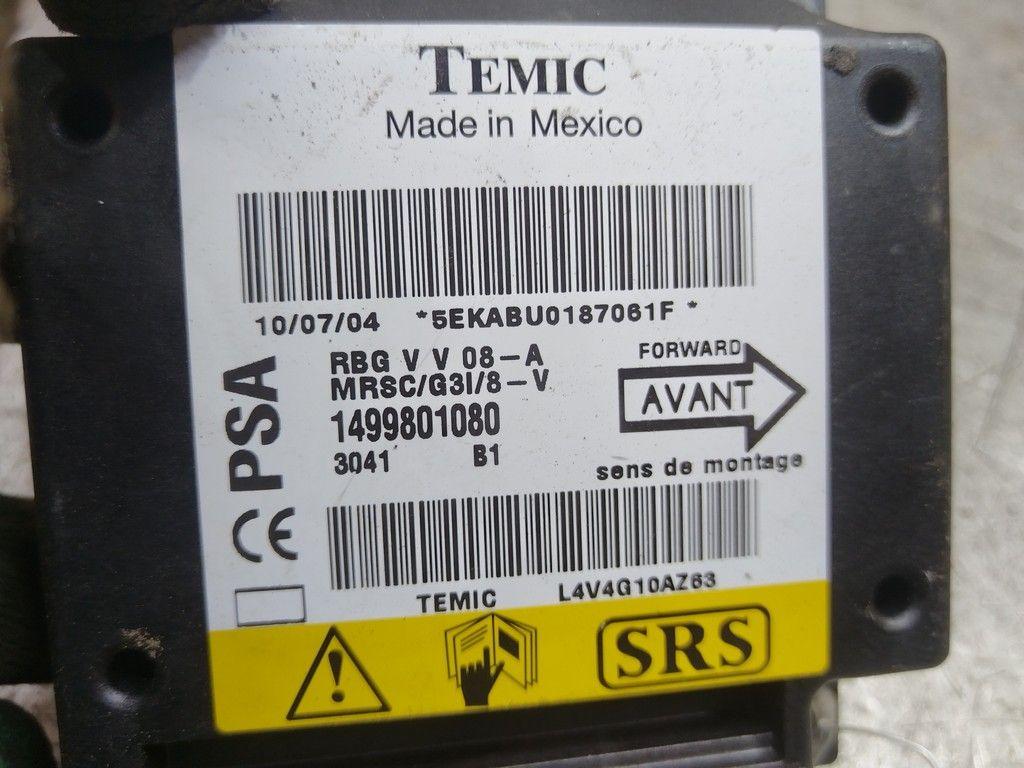 TEMIC
Made in Mexico
10/07/04 *5EKABU0187061F *
RBG V V 08-A
MRSC/G3I/8-V
1499801080
3041 B1
PSA
CE
FORWARD
AVANT
sens de montage
TEMIC L4V4G10AZ63
SRS